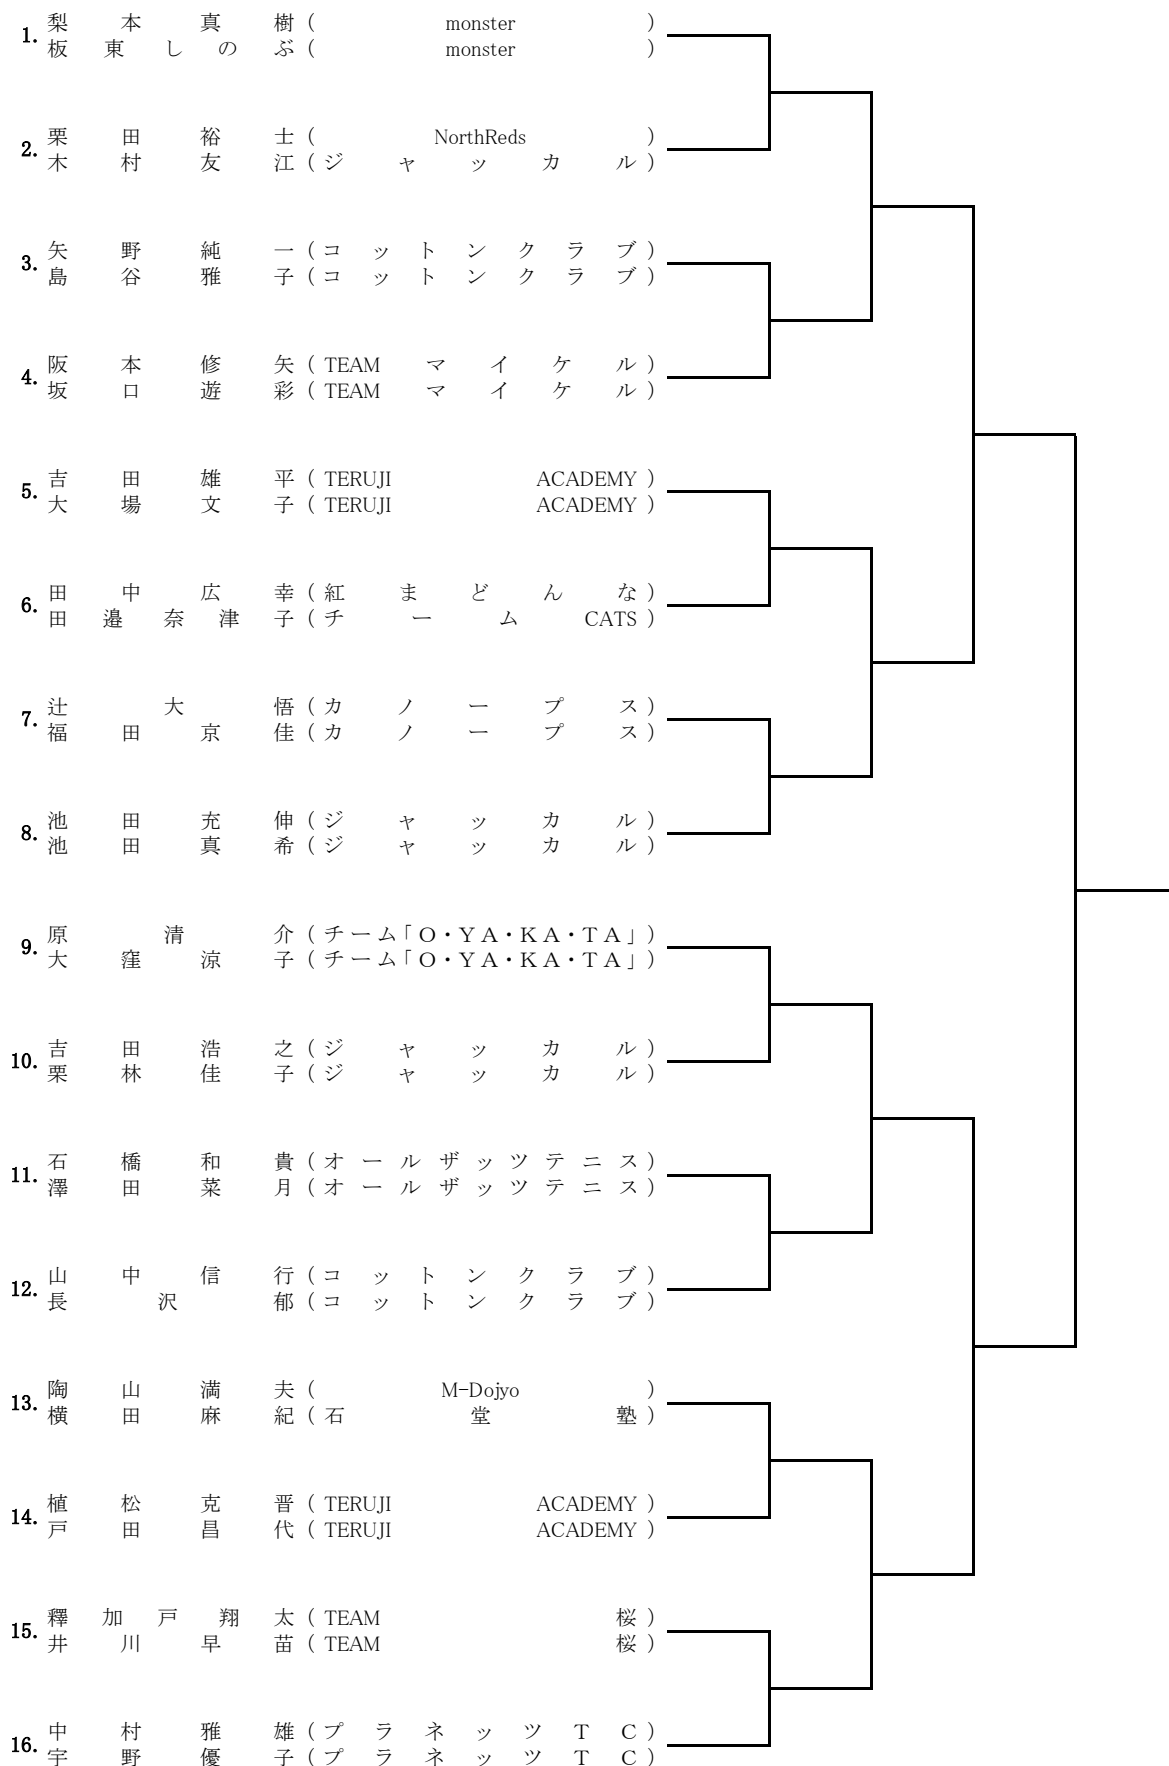 1. 梨本真樹 ( monster )
板東しのぶ ( monster )
2. 栗田裕士 ( NorthReds )
木村友江 ( ジャッカル )
3. 矢野純一 ( コットンクラブ )
島谷雅子 ( コットンクラブ )
4. 阪本修矢 ( TEAM マイケル )
坂口遊彩 ( TEAM マイケル )
5. 吉田雄平 ( TERUJI ACADEMY )
大場文子 ( TERUJI ACADEMY )
6. 田中広幸 ( 紅まどんな )
田邉奈津子 ( チーム CATS )
7. 辻大悟 ( カノープス )
福田京佳 ( カノープス )
8. 池田充伸 ( ジャッカル )
池田真希 ( ジャッカル )
9. 原清介 ( チーム「O・YA・KA・TA」 )
大窪涼子 ( チーム「O・YA・KA・TA」 )
10. 吉田浩之 ( ジャッカル )
栗林佳子 ( ジャッカル )
11. 石橋和貴 ( オールザッツテニス )
澤田菜月 ( オールザッツテニス )
12. 山中信行 ( コットンクラブ )
長沢郁 ( コットンクラブ )
13. 陶山満夫 ( M-Dojyo )
横田麻紀 ( 石堂塾 )
14. 植松克晋 ( TERUJI ACADEMY )
戸田昌代 ( TERUJI ACADEMY )
15. 釋加戸翔太 ( TEAM 桜 )
井川早苗 ( TEAM 桜 )
16. 中村雅雄 ( プラネッツTC )
宇野優子 ( プラネッツTC )